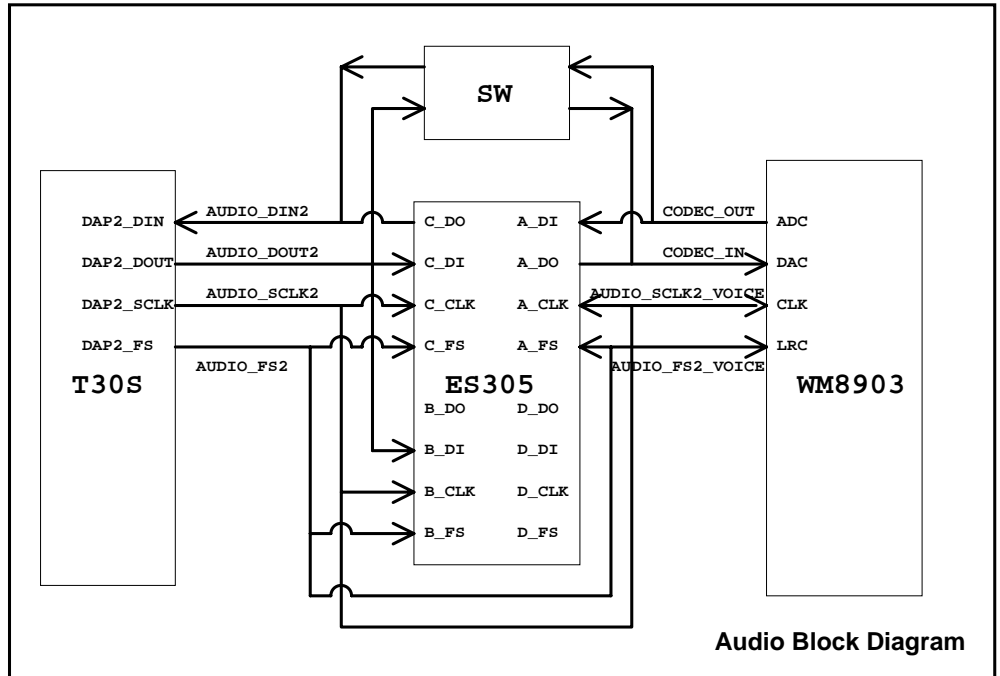 SW
DAP2_DIN
AUDIO_DIN2
C_DO
A_DI
CODEC_OUT
ADC
DAP2_DOUT
AUDIO_DOUT2
C_DI
A_DO
CODEC_IN
DAC
DAP2_SCLK
AUDIO_SCLK2
C_CLK
A_CLK
AUDIO_SCLK2_VOICE
CLK
DAP2_FS
AUDIO_FS2
C_FS
A_FS
AUDIO_FS2_VOICE
LRC
T30S
ES305
WM8903
B_DO
D_DO
B_DI
D_DI
B_CLK
D_CLK
B_FS
D_FS
Audio Block Diagram